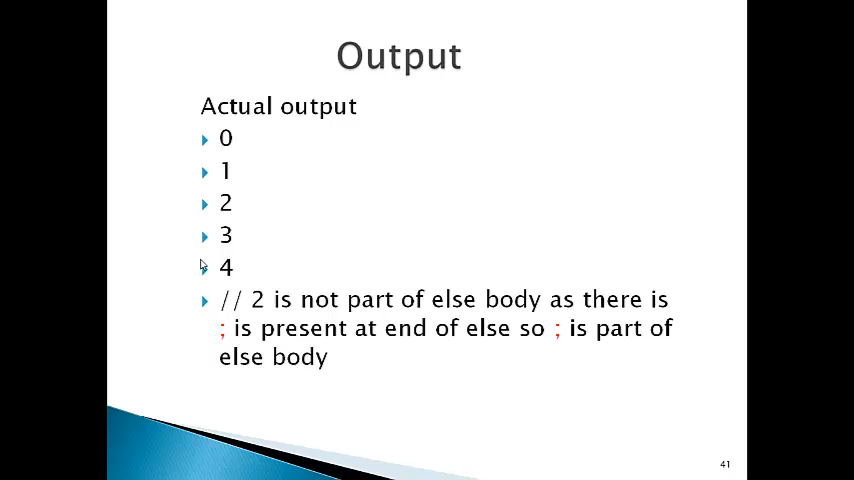 Output
Actual output
0
1
2
3
4
// 2 is not part of else body as there is
; is present at end of else so ; is part of
else body
41